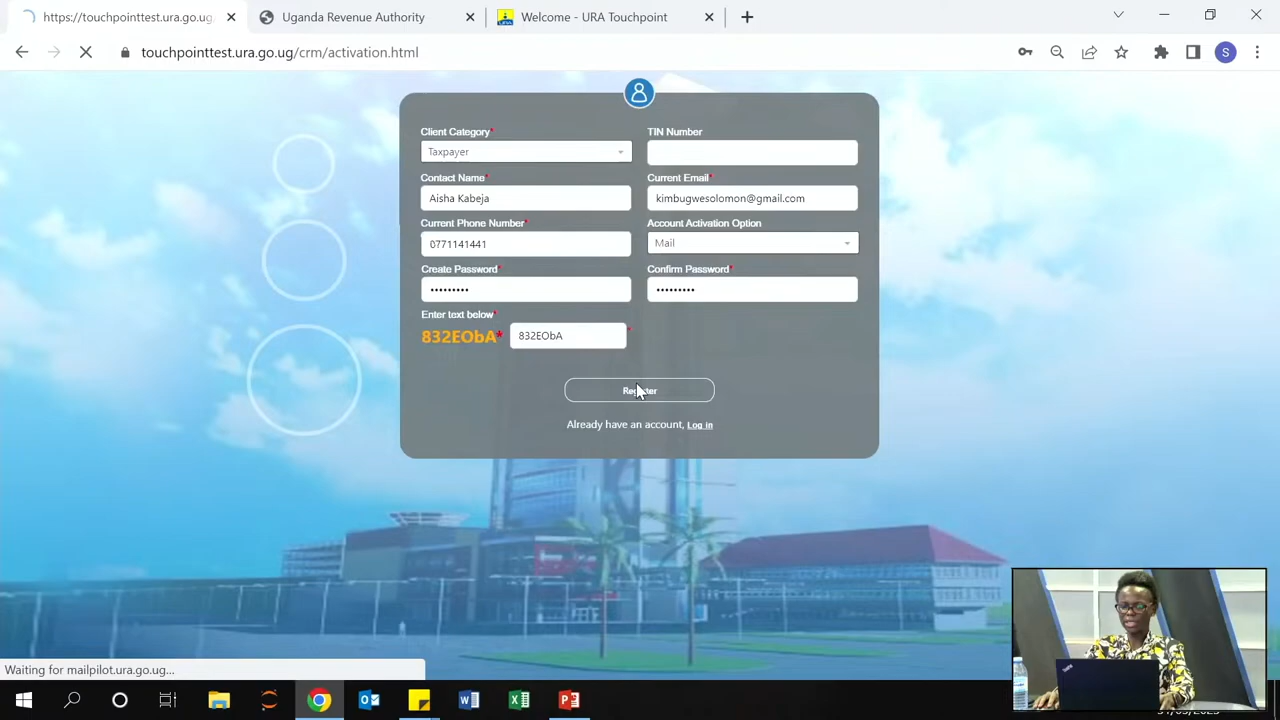 https://touchpointtest.ura.go.ug
Uganda Revenue Authority
Welcome - URA Touchpoint
touchpointtest.ura.go.ug/crm/activation.html
S
Client Category*
TIN Number
Taxpayer
Contact Name*
Current Email*
Aisha Kabeja
kimbugwesolomon@gmail.com
Current Phone Number*
Account Activation Option
0771141441
Mail
Create Password*
Confirm Password*
•••••••••
•••••••••
Enter text below*
832EObA*
832EObA
*
Register
Already have an account, Log in
Waiting for mailpilot.ura.go.ug...